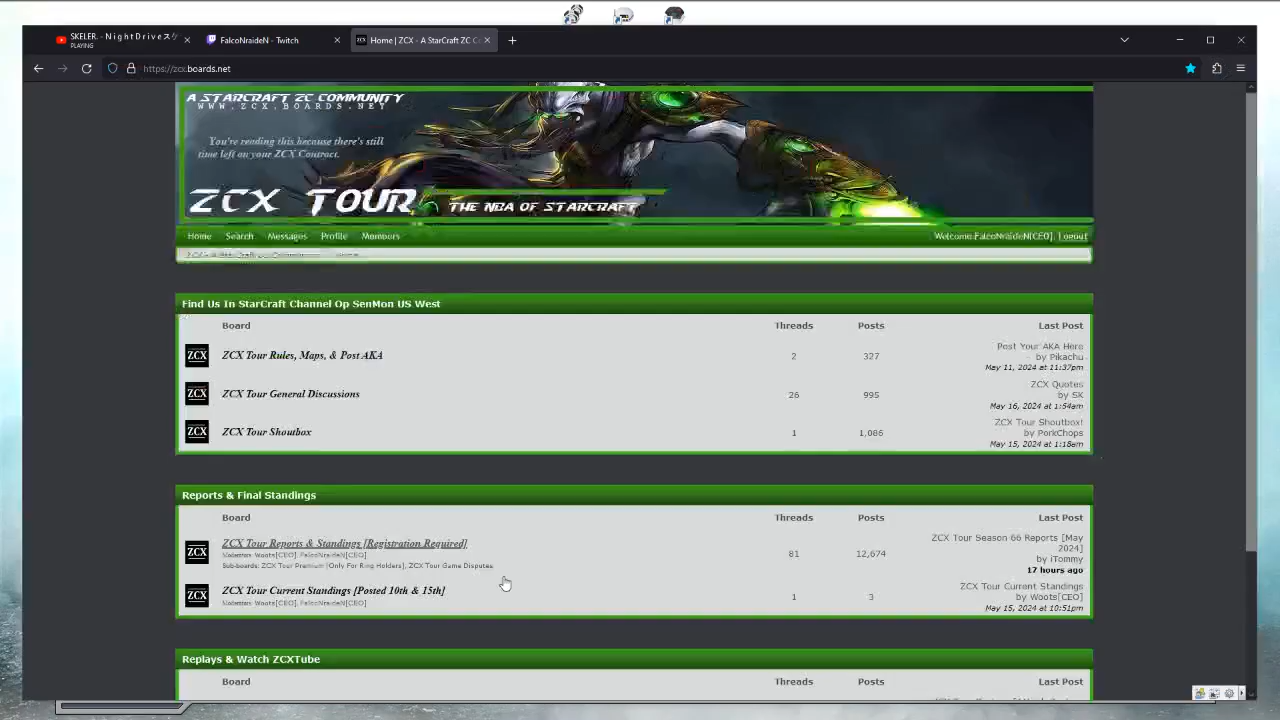 SKELER. - N i g h t D r i v e ス ケ
PLAYING
FalcoNraideN - Twitch
Home | ZCX - A StarCraft ZC C
https://zcx.boards.net
A STARCRAFT ZC COMMUNITY
WWW.ZCX.BOARDS.NET
You're reading this because there's still
time left on your ZCX Contract.
ZCX TOUR THE NBA OF STARCRAFT
Home Search Messages Profile Members Welcome FalcoNraideN[CEO]. Logout
Find Us In StarCraft Channel Op SenMon US West
Board Threads Posts Last Post
ZCX Tour Rules, Maps, & Post AKA 2 327 Post Your AKA Here
by Pikachu
May 11, 2024 at 11:37pm
ZCX Tour General Discussions 26 995 ZCX Quotes
by SK
May 16, 2024 at 1:54am
ZCX Tour Shoutbox 1 1,086 ZCX Tour Shoutbox!
by PorkChops
May 15, 2024 at 1:18am
Reports & Final Standings
Board Threads Posts Last Post
ZCX Tour Reports & Standings [Registration Required] 81 12,674 ZCX Tour Season 66 Reports [May
2024]
Moderators: Woots[CEO], FalcoNraideN[CEO]
by iTommy
Sub-boards: ZCX Tour Premium [Only For Ring Holders], ZCX Tour Game Disputes
17 hours ago
ZCX Tour Current Standings [Posted 10th & 15th] 1 3 ZCX Tour Current Standings
Moderators: Woots[CEO], FalcoNraideN[CEO]
by Woots[CEO]
May 15, 2024 at 10:51pm
Replays & Watch ZCXTube
Board Threads Posts Last Post